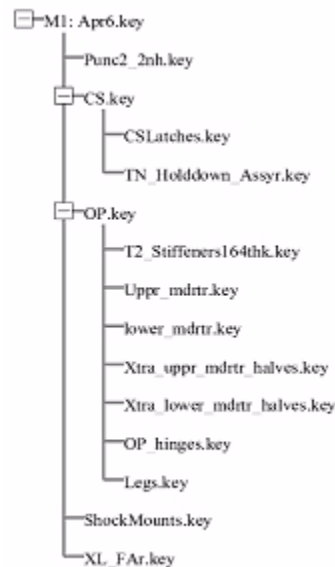 M1: Apr6.key
Punc2_2nh.key
CS.key
CSLatches.key
TN_Holddown_Assyr.key
OP.key
T2_Stiffeners164thk.key
Uppr_mdrtr.key
lower_mdrtr.key
Xtra_uppr_mdrtr_halves.key
Xtra_lower_mdrtr_halves.key
OP_hinges.key
Legs.key
ShockMounts.key
XL_FAr.key